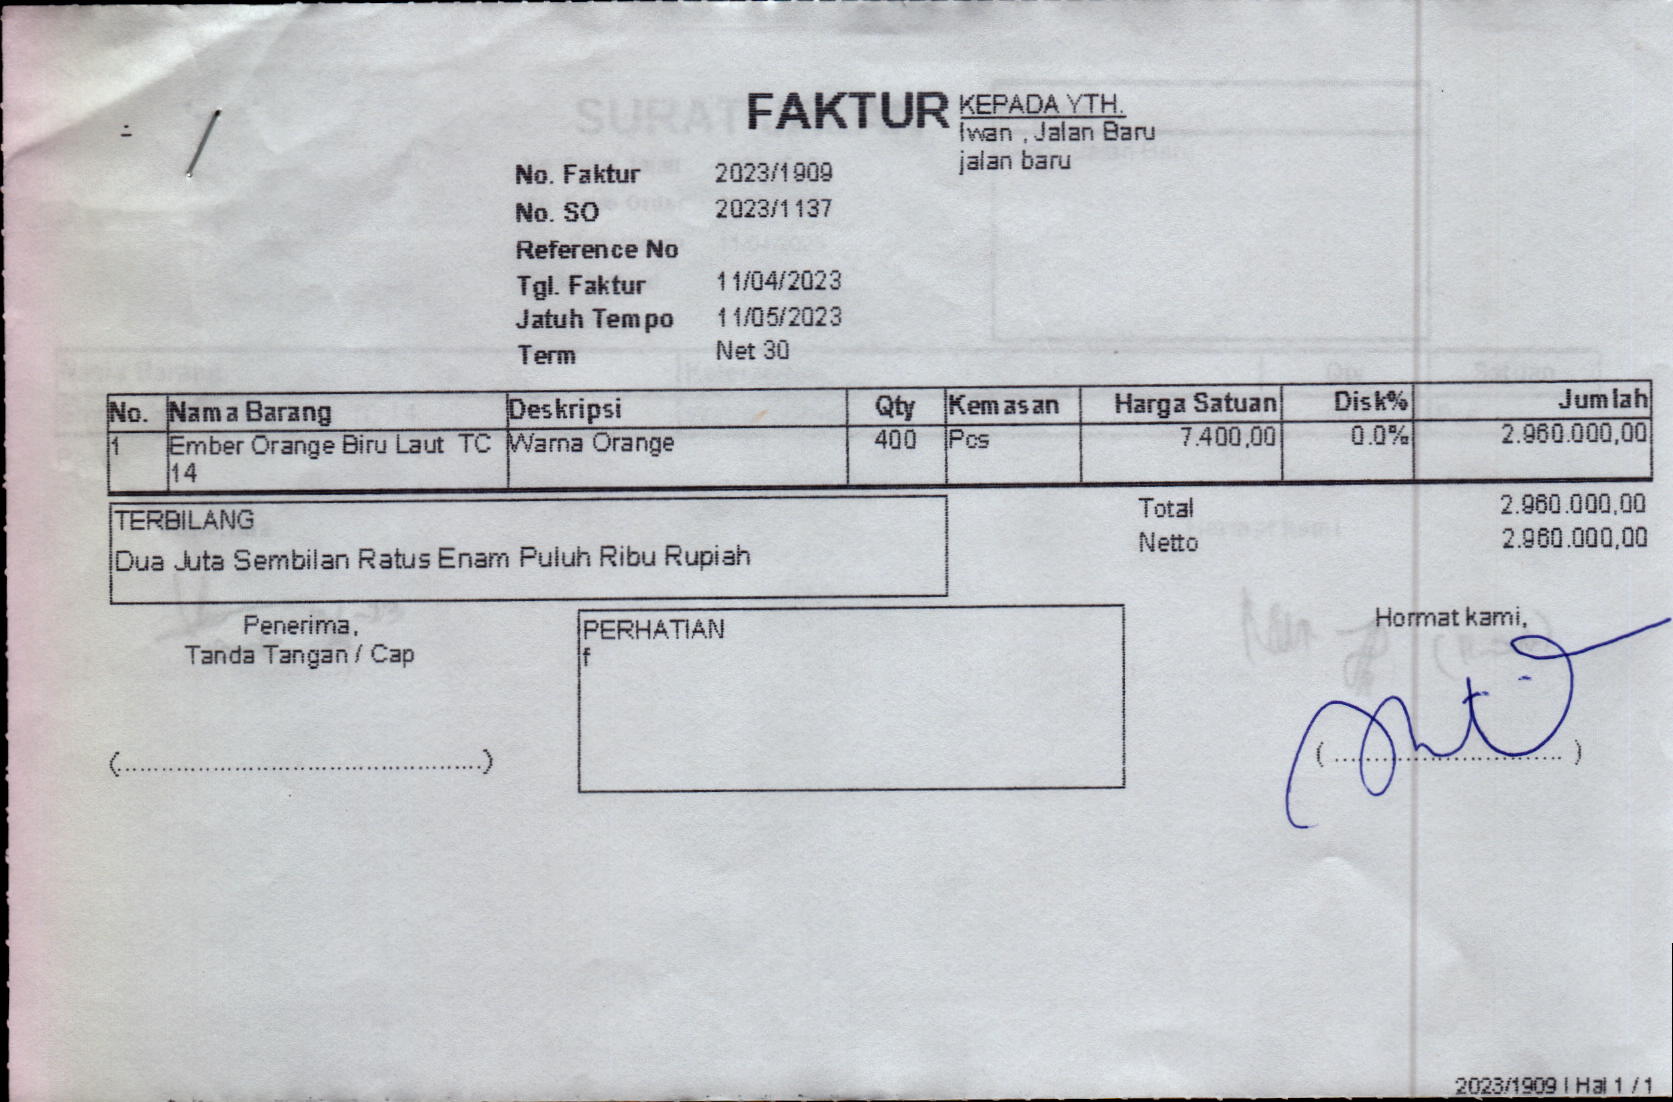 FAKTUR
KEPADA YTH.
Iwan , Jalan Baru
jalan baru
No. Faktur 2023/1909
No. SO 2023/1137
Reference No
Tgl. Faktur 11/04/2023
Jatuh Tempo 11/05/2023
Term Net 30
No. Nama Barang Deskripsi Qty Kemasan Harga Satuan Disk% Jumlah
1 Ember Orange Biru Laut TC 14 Warna Orange 400 Pcs 7.400,00 0.0% 2.960.000,00
Total 2.960.000,00
Netto 2.960.000,00
TERBILANG
Dua Juta Sembilan Ratus Enam Puluh Ribu Rupiah
Penerima,
Tanda Tangan / Cap
PERHATIAN
f
Hormat kami,
(................................................)
(..............................)
2023/1909 | Hal 1 / 1